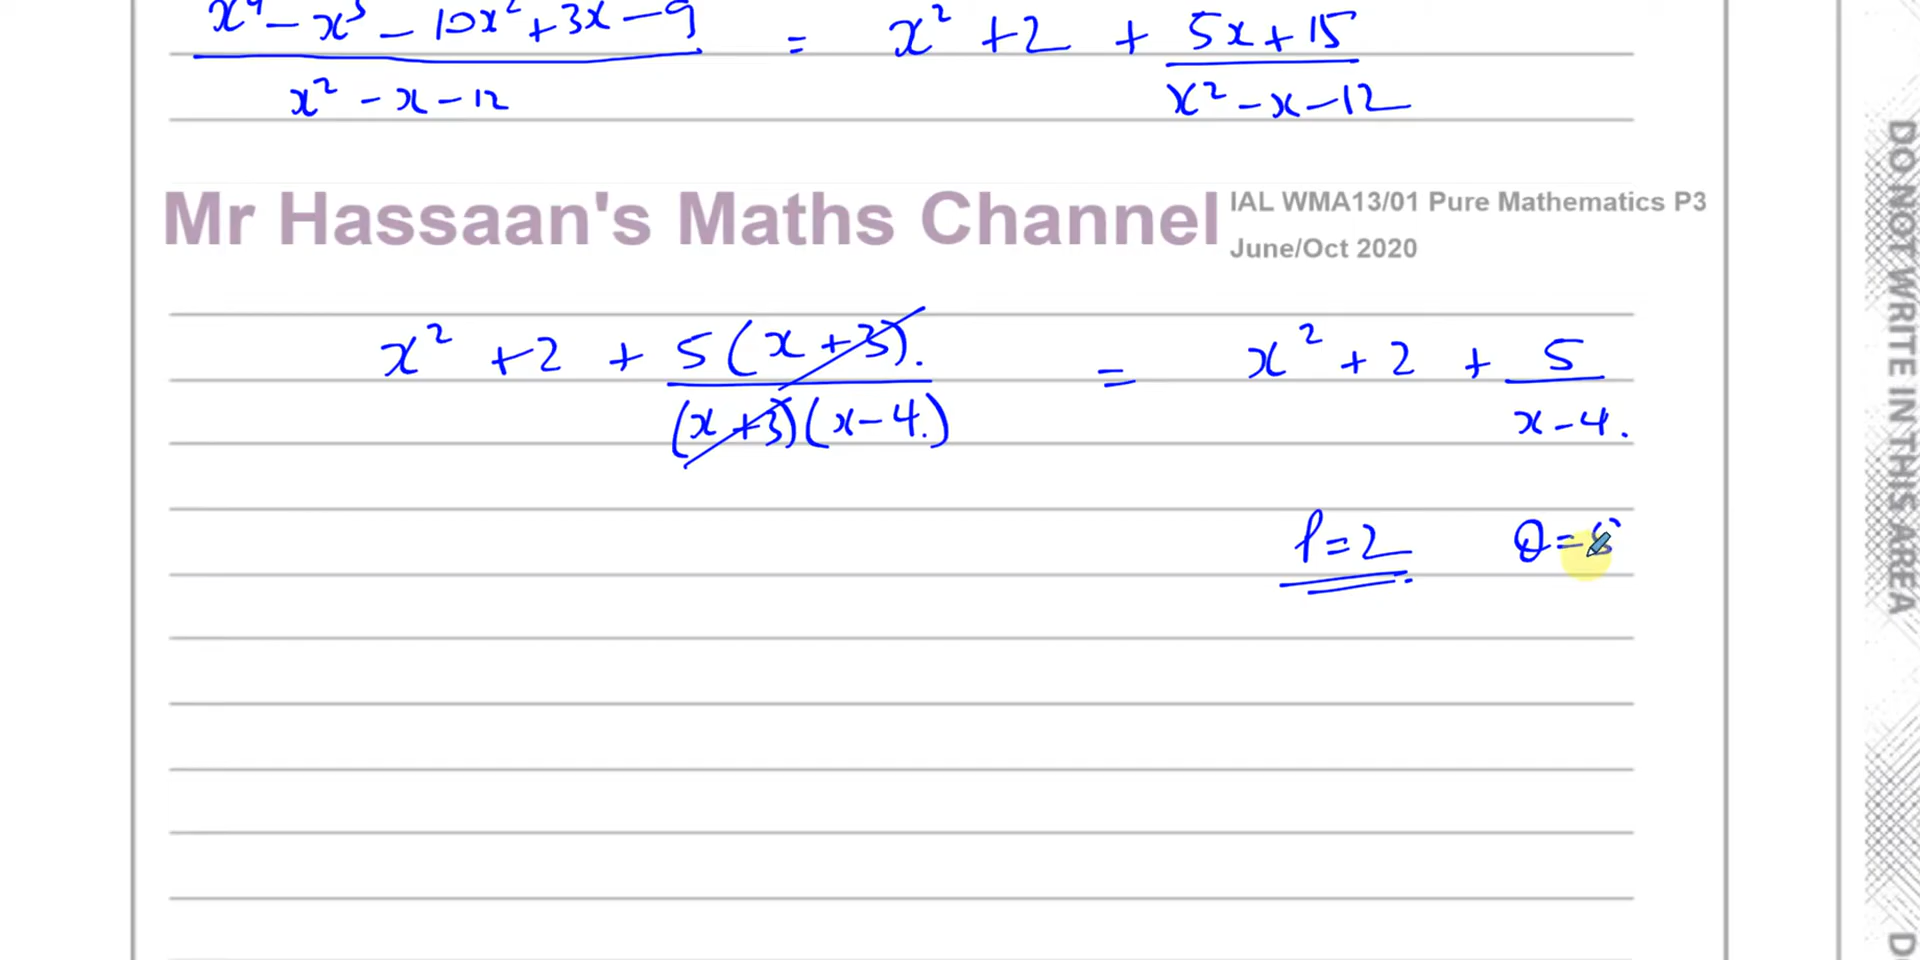 x⁴ - x³ - 10x² + 3x - 9 / x² - x - 12 = x² + 2 + 5x + 15 / x² - x - 12
Mr Hassaan's Maths Channel
IAL WMA13/01 Pure Mathematics P3
June/Oct 2020
x² + 2 + 5(x + 3). / (x + 3)(x - 4.) = x² + 2 + 5 / x - 4.
P = 2 Q =
DO NOT WRITE IN THIS AREA